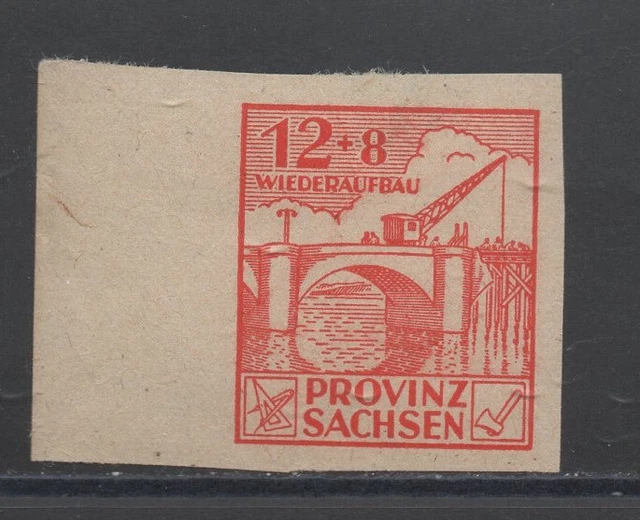 12+8
WIEDERAUFBAU
PROVINZ
SACHSEN